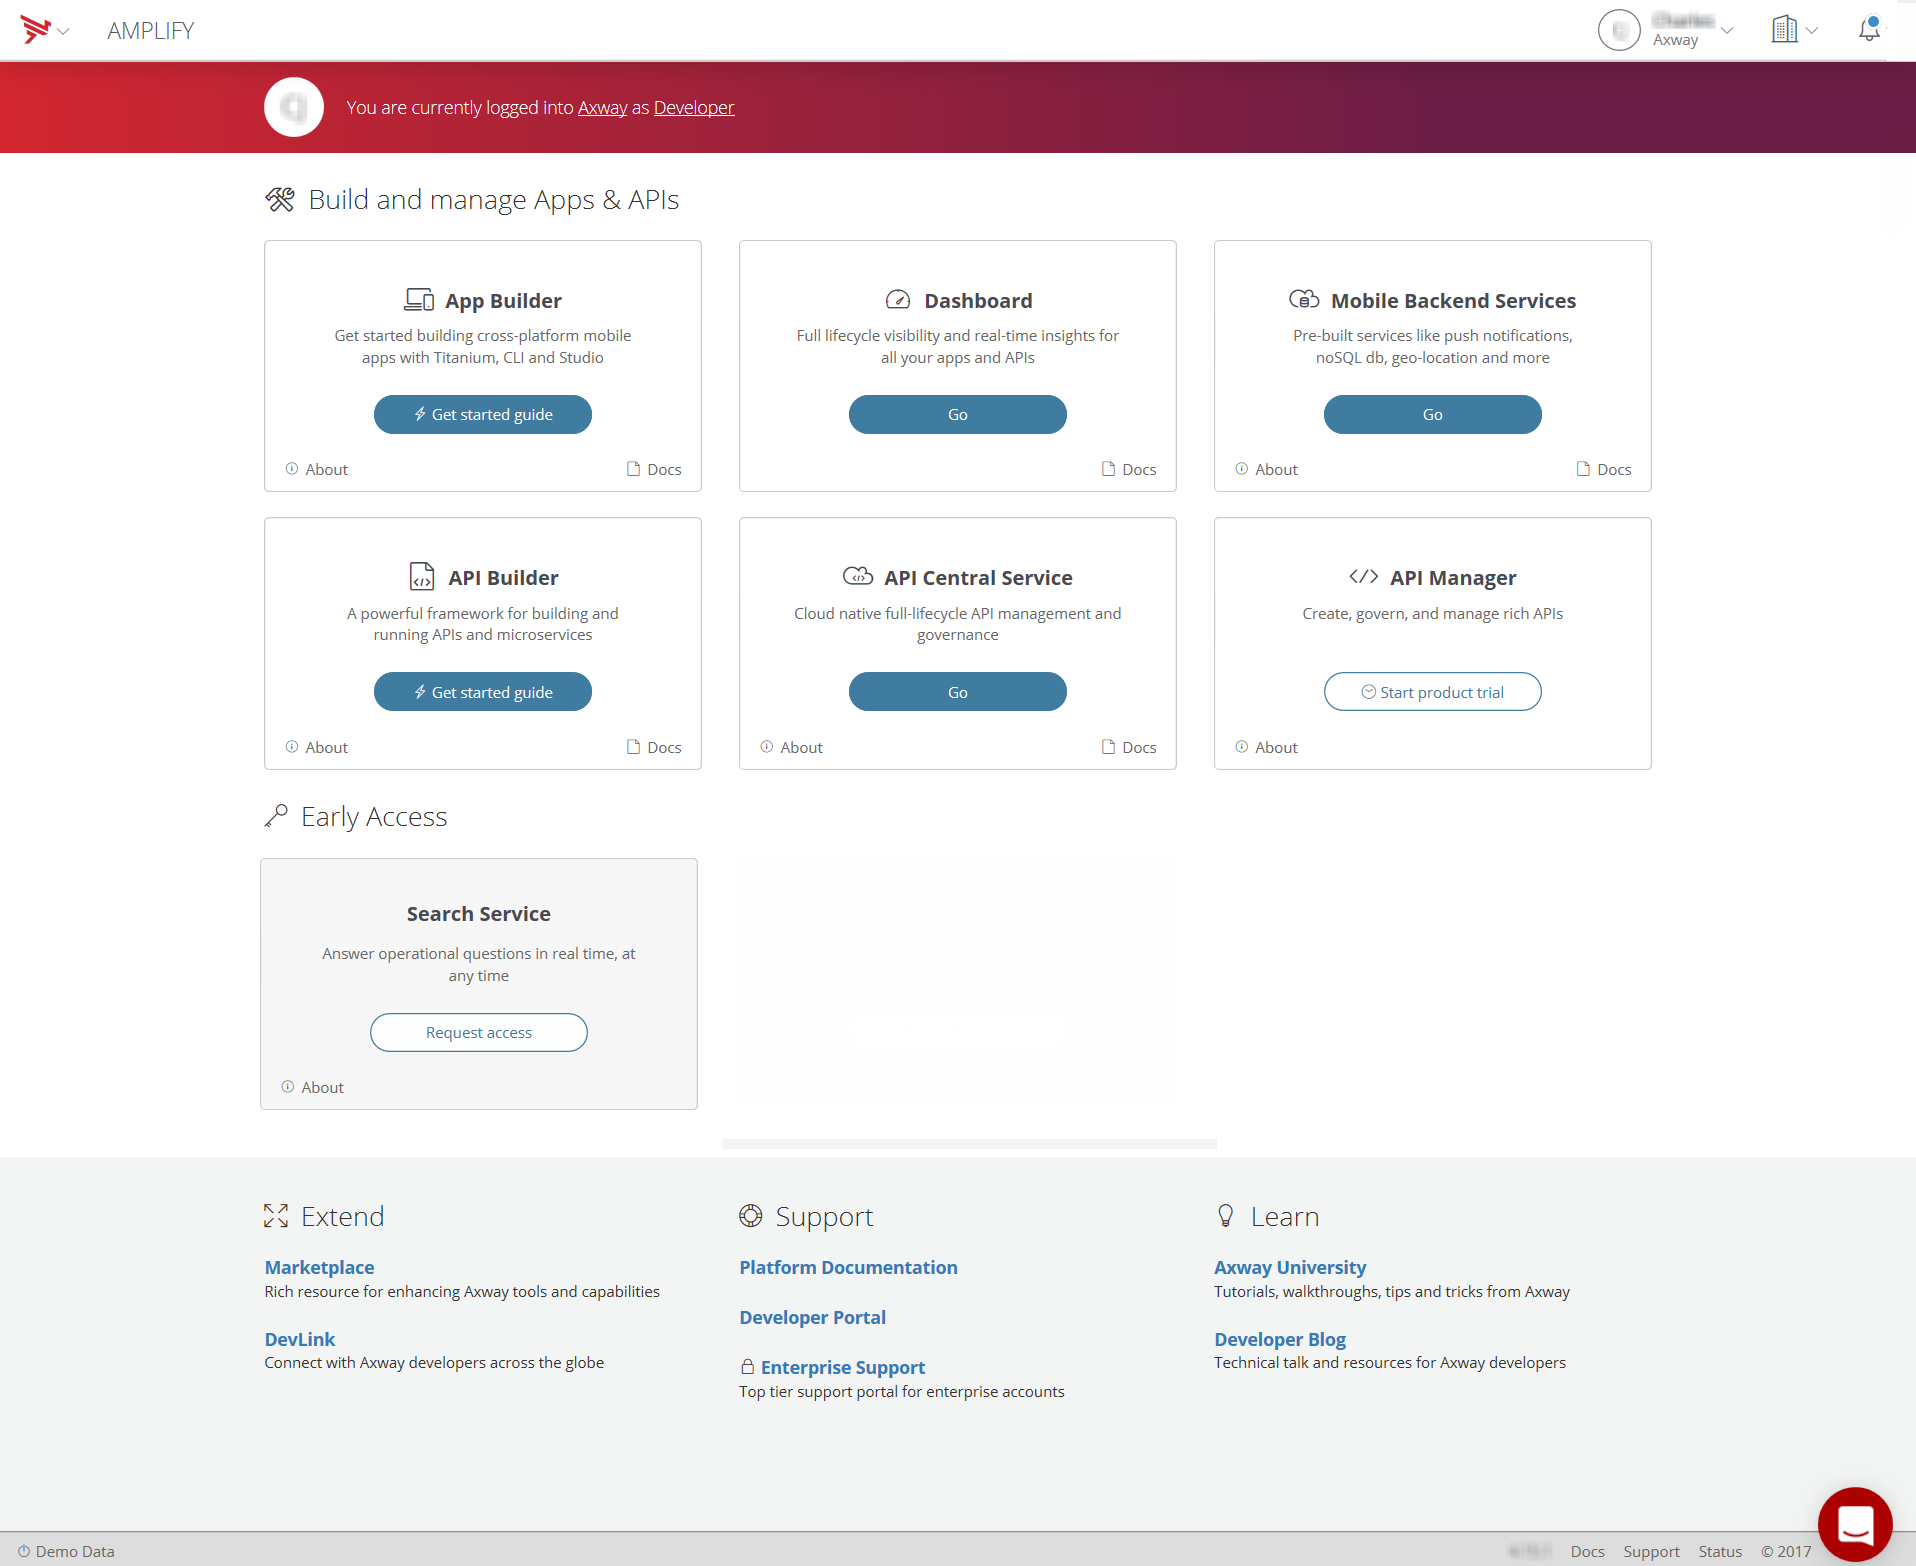 AMPLIFY
Axway
You are currently logged into Axway as Developer
Build and manage Apps & APIs
App Builder
Get started building cross-platform mobile
apps with Titanium, CLI and Studio
Get started guide
About
Docs
Dashboard
Full lifecycle visibility and real-time insights for
all your apps and APIs
Go
Docs
Mobile Backend Services
Pre-built services like push notifications,
noSQL db, geo-location and more
Go
About
Docs
API Builder
A powerful framework for building and
running APIs and microservices
Get started guide
About
Docs
API Central Service
Cloud native full-lifecycle API management and
governance
Go
About
Docs
API Manager
Create, govern, and manage rich APIs
Start product trial
About
Early Access
Search Service
Answer operational questions in real time, at
any time
Request access
About
Extend
Marketplace
Rich resource for enhancing Axway tools and capabilities
DevLink
Connect with Axway developers across the globe
Support
Platform Documentation
Developer Portal
Enterprise Support
Top tier support portal for enterprise accounts
Learn
Axway University
Tutorials, walkthroughs, tips and tricks from Axway
Developer Blog
Technical talk and resources for Axway developers
Demo Data
Docs Support Status © 2017